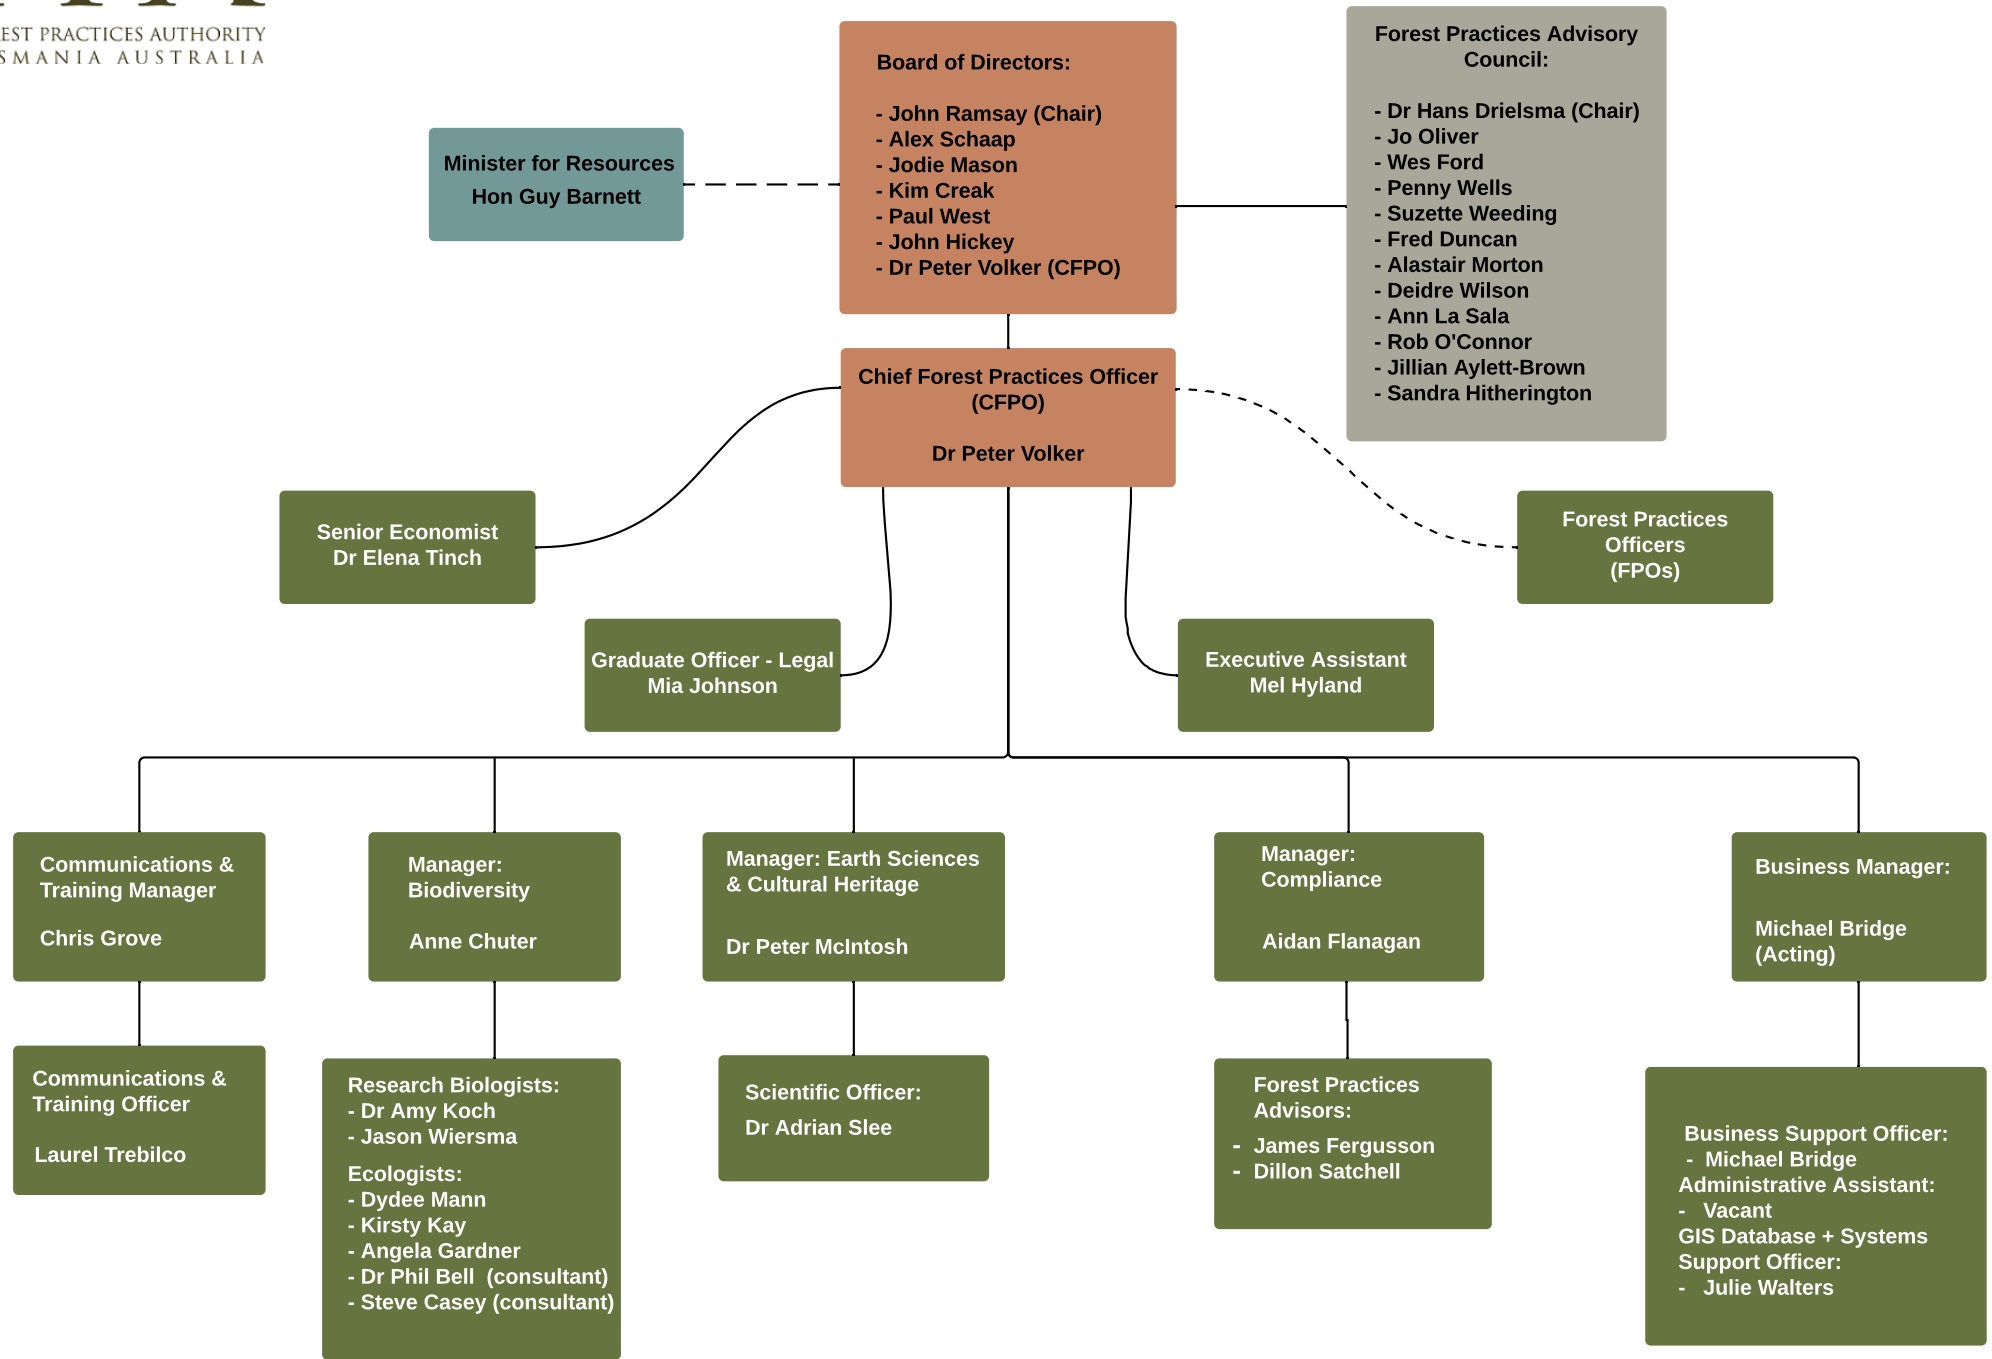 EST PRACTICES AUTHORITY
SMANIA AUSTRALIA
Board of Directors:
- John Ramsay (Chair)
- Alex Schaap
- Jodie Mason
- Kim Creak
- Paul West
- John Hickey
- Dr Peter Volker (CFPO)
Forest Practices Advisory
Council:
- Dr Hans Drielsma (Chair)
- Jo Oliver
- Wes Ford
- Penny Wells
- Suzette Weeding
- Fred Duncan
- Alastair Morton
- Deidre Wilson
- Ann La Sala
- Rob O'Connor
- Jillian Aylett-Brown
- Sandra Hitherington
Minister for Resources
Hon Guy Barnett
Chief Forest Practices Officer
(CFPO)
Dr Peter Volker
Senior Economist
Dr Elena Tinch
Forest Practices
Officers
(FPOs)
Graduate Officer - Legal
Mia Johnson
Executive Assistant
Mel Hyland
Communications &
Training Manager
Chris Grove
Manager:
Biodiversity
Anne Chuter
Manager: Earth Sciences
& Cultural Heritage
Dr Peter McIntosh
Manager:
Compliance
Aidan Flanagan
Business Manager:
Michael Bridge
(Acting)
Communications &
Training Officer
Laurel Trebilco
Research Biologists:
- Dr Amy Koch
- Jason Wiersma
Ecologists:
- Dydee Mann
- Kirsty Kay
- Angela Gardner
- Dr Phil Bell (consultant)
- Steve Casey (consultant)
Scientific Officer:
Dr Adrian Slee
Forest Practices
Advisors:
- James Fergusson
- Dillon Satchell
Business Support Officer:
- Michael Bridge
Administrative Assistant:
- Vacant
GIS Database + Systems
Support Officer:
- Julie Walters